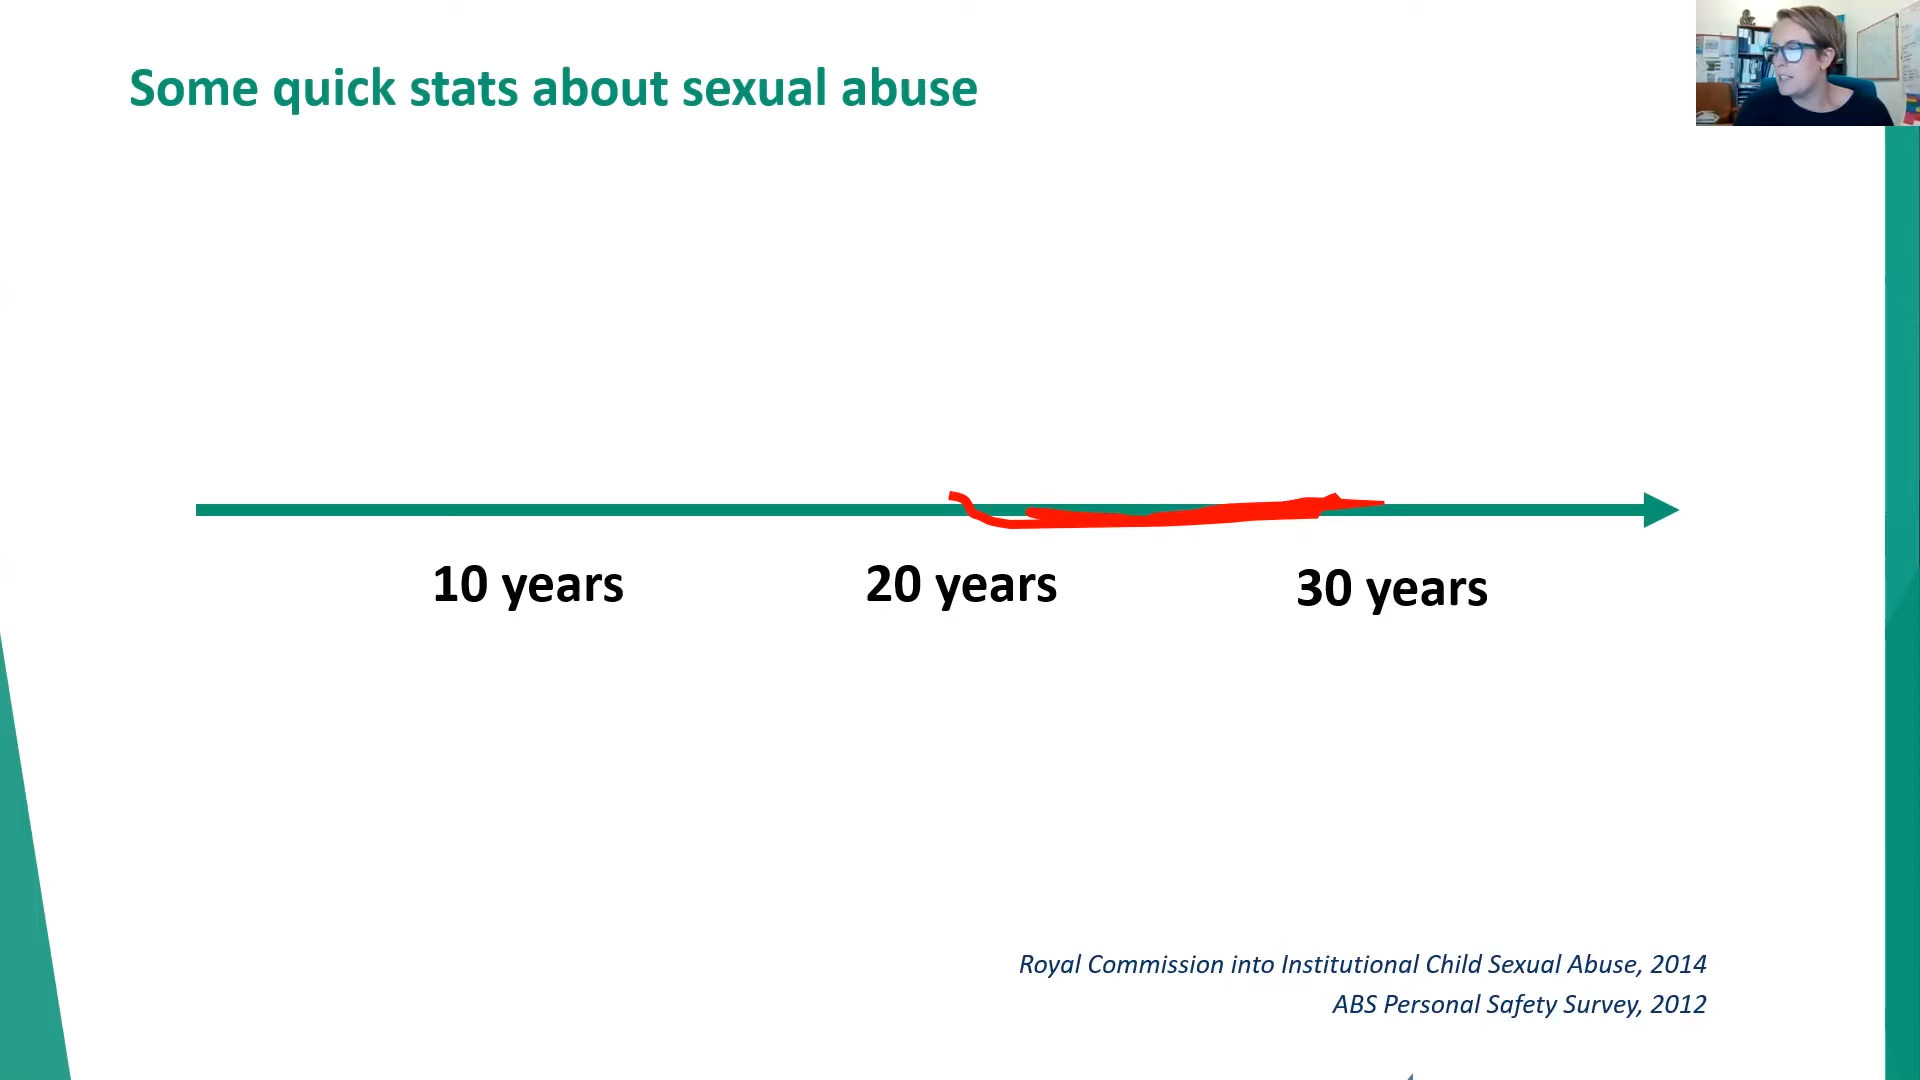 Some quick stats about sexual abuse
10 years
20 years
30 years
Royal Commission into Institutional Child Sexual Abuse, 2014
ABS Personal Safety Survey, 2012